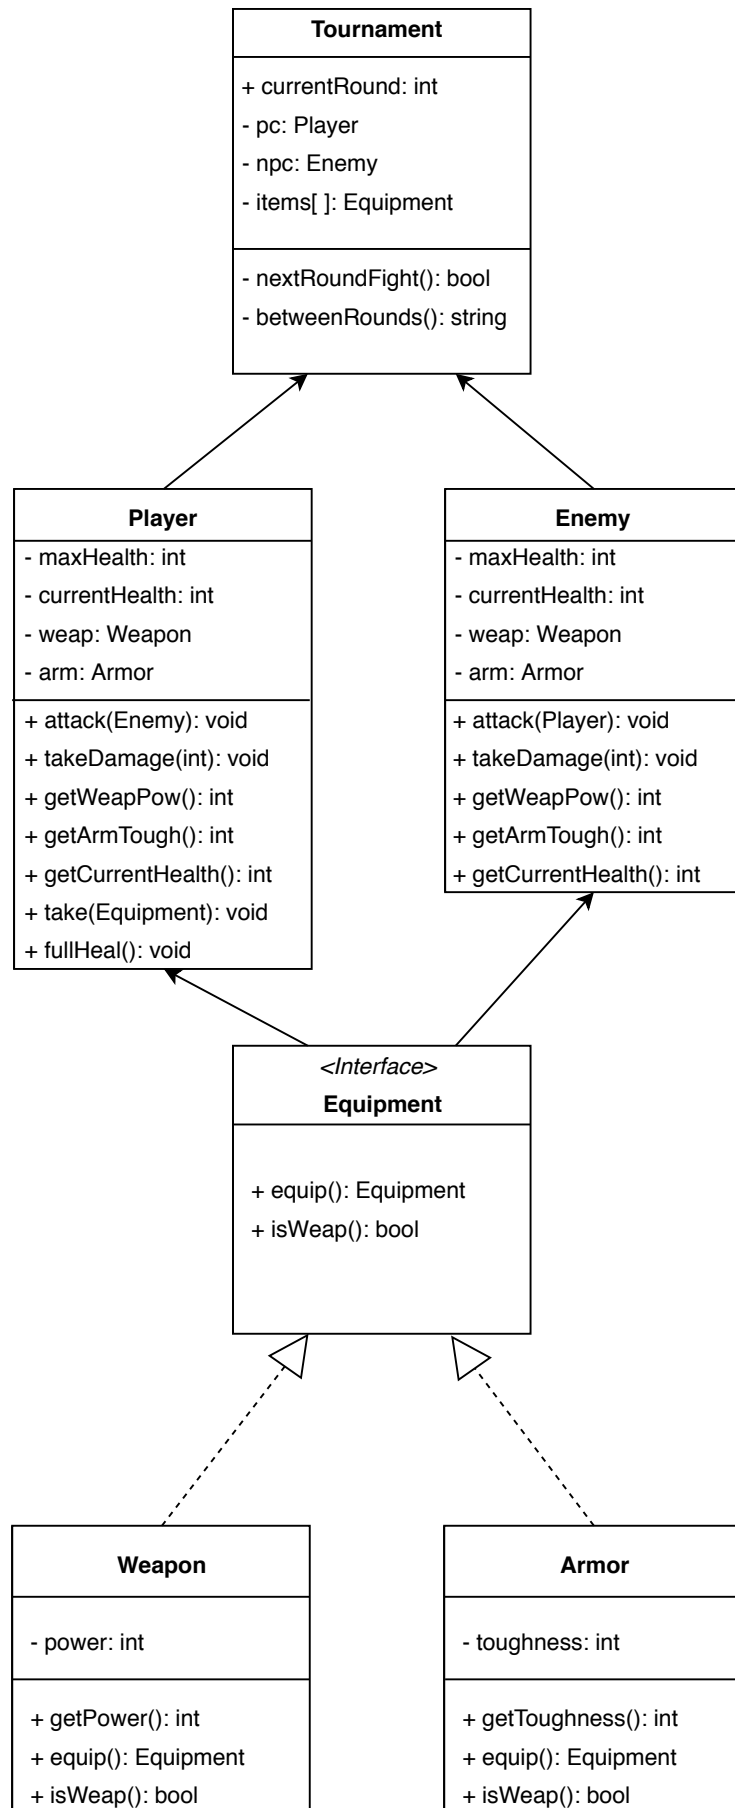 Tournament
+ currentRound: int
- pc: Player
- npc: Enemy
- items[ ]: Equipment
- nextRoundFight(): bool
- betweenRounds(): string
Player
- maxHealth: int
- currentHealth: int
- weap: Weapon
- arm: Armor
+ attack(Enemy): void
+ takeDamage(int): void
+ getWeapPow(): int
+ getArmTough(): int
+ getCurrentHealth(): int
+ take(Equipment): void
+ fullHeal(): void
Enemy
- maxHealth: int
- currentHealth: int
- weap: Weapon
- arm: Armor
+ attack(Player): void
+ takeDamage(int): void
+ getWeapPow(): int
+ getArmTough(): int
+ getCurrentHealth(): int
<Interface>
Equipment
+ equip(): Equipment
+ isWeap(): bool
Weapon
- power: int
+ getPower(): int
+ equip(): Equipment
+ isWeap(): bool
Armor
- toughness: int
+ getToughness(): int
+ equip(): Equipment
+ isWeap(): bool